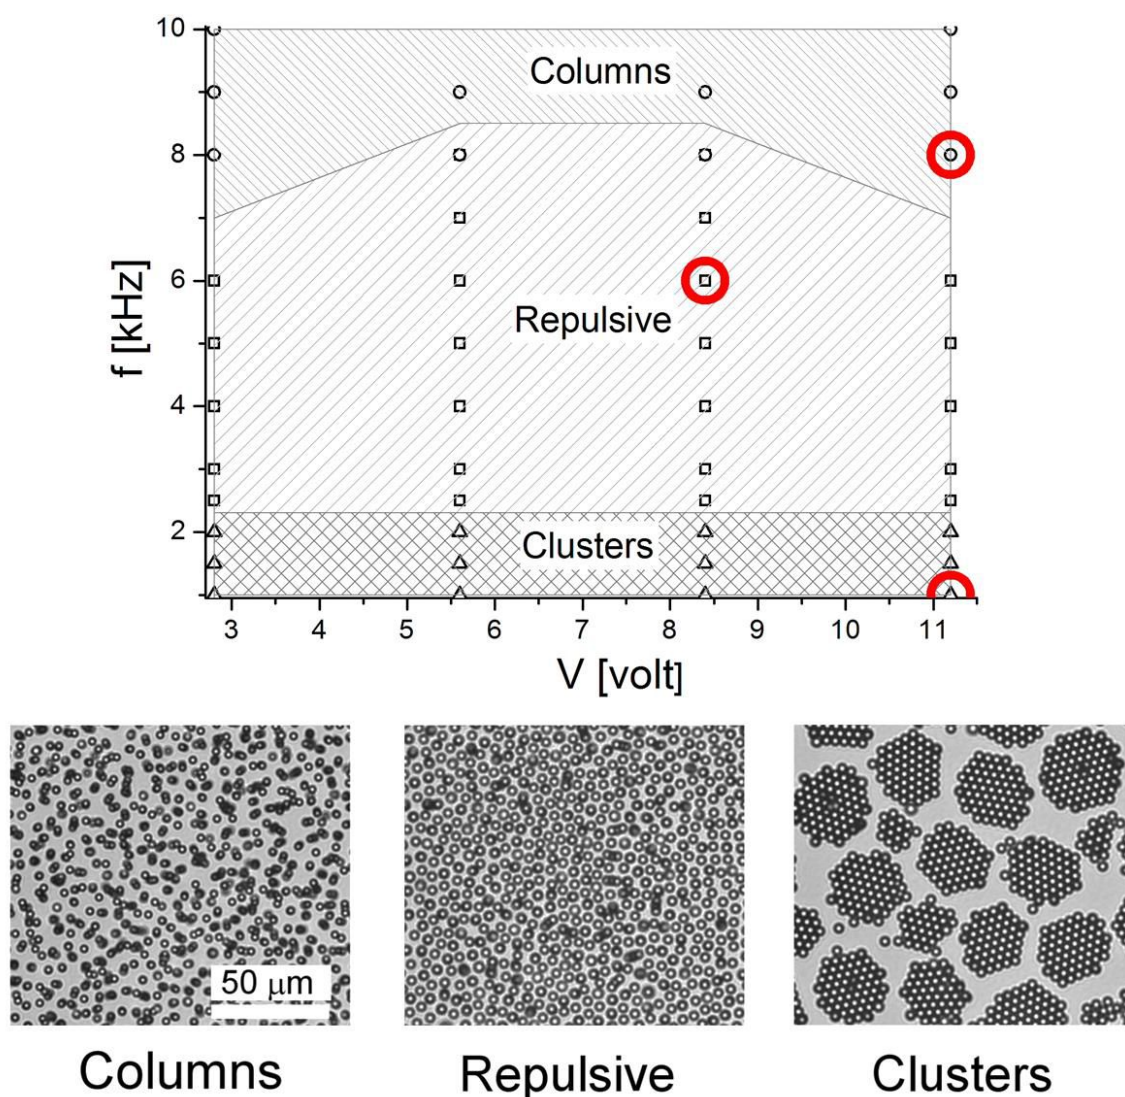 10
Columns
8
f [kHz]
6
Repulsive
4
2
Clusters
3 4 5 6 7 8 9 10 11
V [volt]
50 μm
Columns Repulsive Clusters